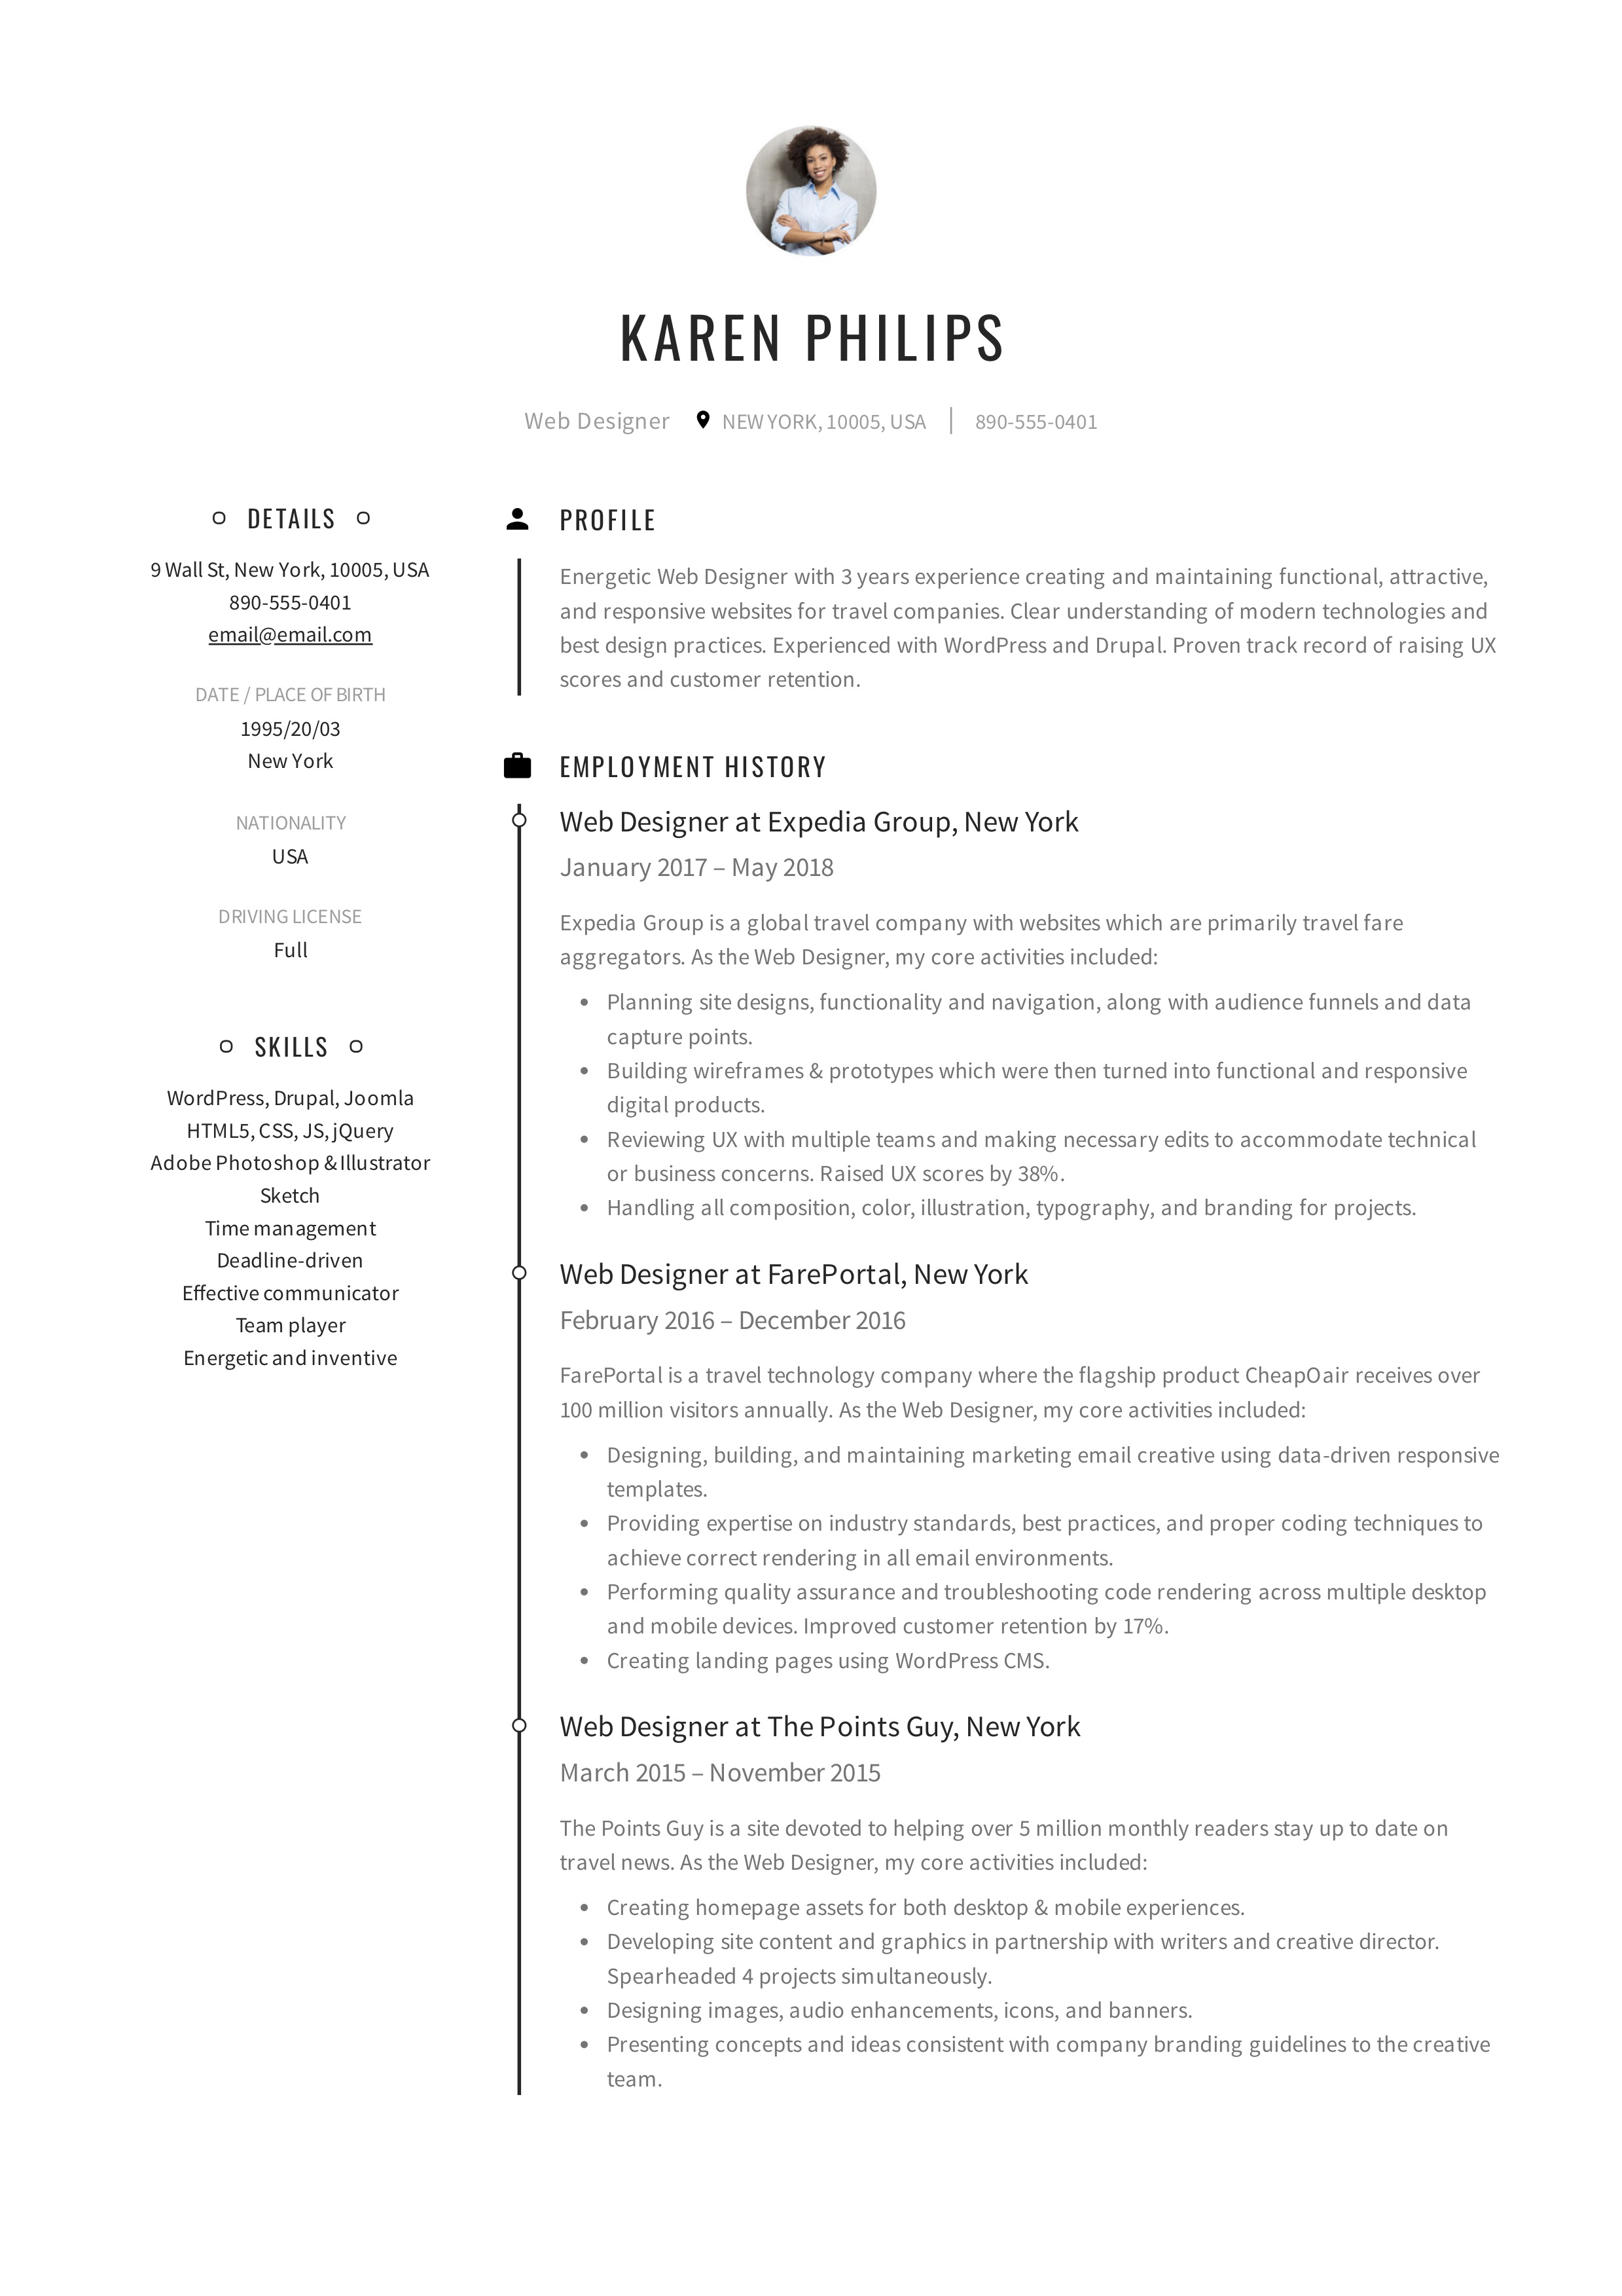 KAREN PHILIPS
Web Designer NEW YORK, 10005, USA | 890-555-0401
DETAILS
9 Wall St, New York, 10005, USA
890-555-0401
email@email.com
DATE / PLACE OF BIRTH
1995/20/03
New York
NATIONALITY
USA
DRIVING LICENSE
Full
SKILLS
WordPress, Drupal, Joomla
HTML5, CSS, JS, jQuery
Adobe Photoshop & Illustrator
Sketch
Time management
Deadline-driven
Effective communicator
Team player
Energetic and inventive
PROFILE
Energetic Web Designer with 3 years experience creating and maintaining functional, attractive,
and responsive websites for travel companies. Clear understanding of modern technologies and
best design practices. Experienced with WordPress and Drupal. Proven track record of raising UX
scores and customer retention.
EMPLOYMENT HISTORY
Web Designer at Expedia Group, New York
January 2017 – May 2018
Expedia Group is a global travel company with websites which are primarily travel fare
aggregators. As the Web Designer, my core activities included:
• Planning site designs, functionality and navigation, along with audience funnels and data
capture points.
• Building wireframes & prototypes which were then turned into functional and responsive
digital products.
• Reviewing UX with multiple teams and making necessary edits to accommodate technical
or business concerns. Raised UX scores by 38%.
• Handling all composition, color, illustration, typography, and branding for projects.
Web Designer at FarePortal, New York
February 2016 – December 2016
FarePortal is a travel technology company where the flagship product CheapOair receives over
100 million visitors annually. As the Web Designer, my core activities included:
• Designing, building, and maintaining marketing email creative using data-driven responsive
templates.
• Providing expertise on industry standards, best practices, and proper coding techniques to
achieve correct rendering in all email environments.
• Performing quality assurance and troubleshooting code rendering across multiple desktop
and mobile devices. Improved customer retention by 17%.
• Creating landing pages using WordPress CMS.
Web Designer at The Points Guy, New York
March 2015 – November 2015
The Points Guy is a site devoted to helping over 5 million monthly readers stay up to date on
travel news. As the Web Designer, my core activities included:
• Creating homepage assets for both desktop & mobile experiences.
• Developing site content and graphics in partnership with writers and creative director.
Spearheaded 4 projects simultaneously.
• Designing images, audio enhancements, icons, and banners.
• Presenting concepts and ideas consistent with company branding guidelines to the creative
team.